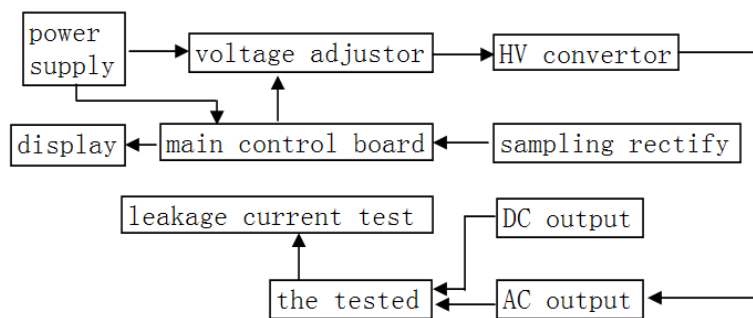 power
supply
voltage adjustor
HV convertor
display
main control board
sampling rectify
leakage current test
DC output
the tested
AC output